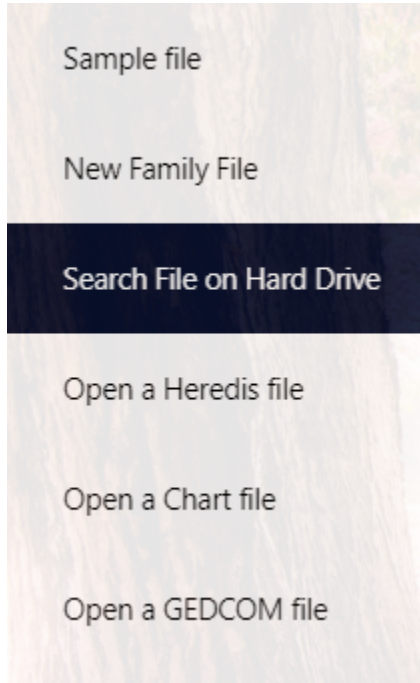 Sample file
New Family File
Search File on Hard Drive
Open a Heredis file
Open a Chart file
Open a GEDCOM file